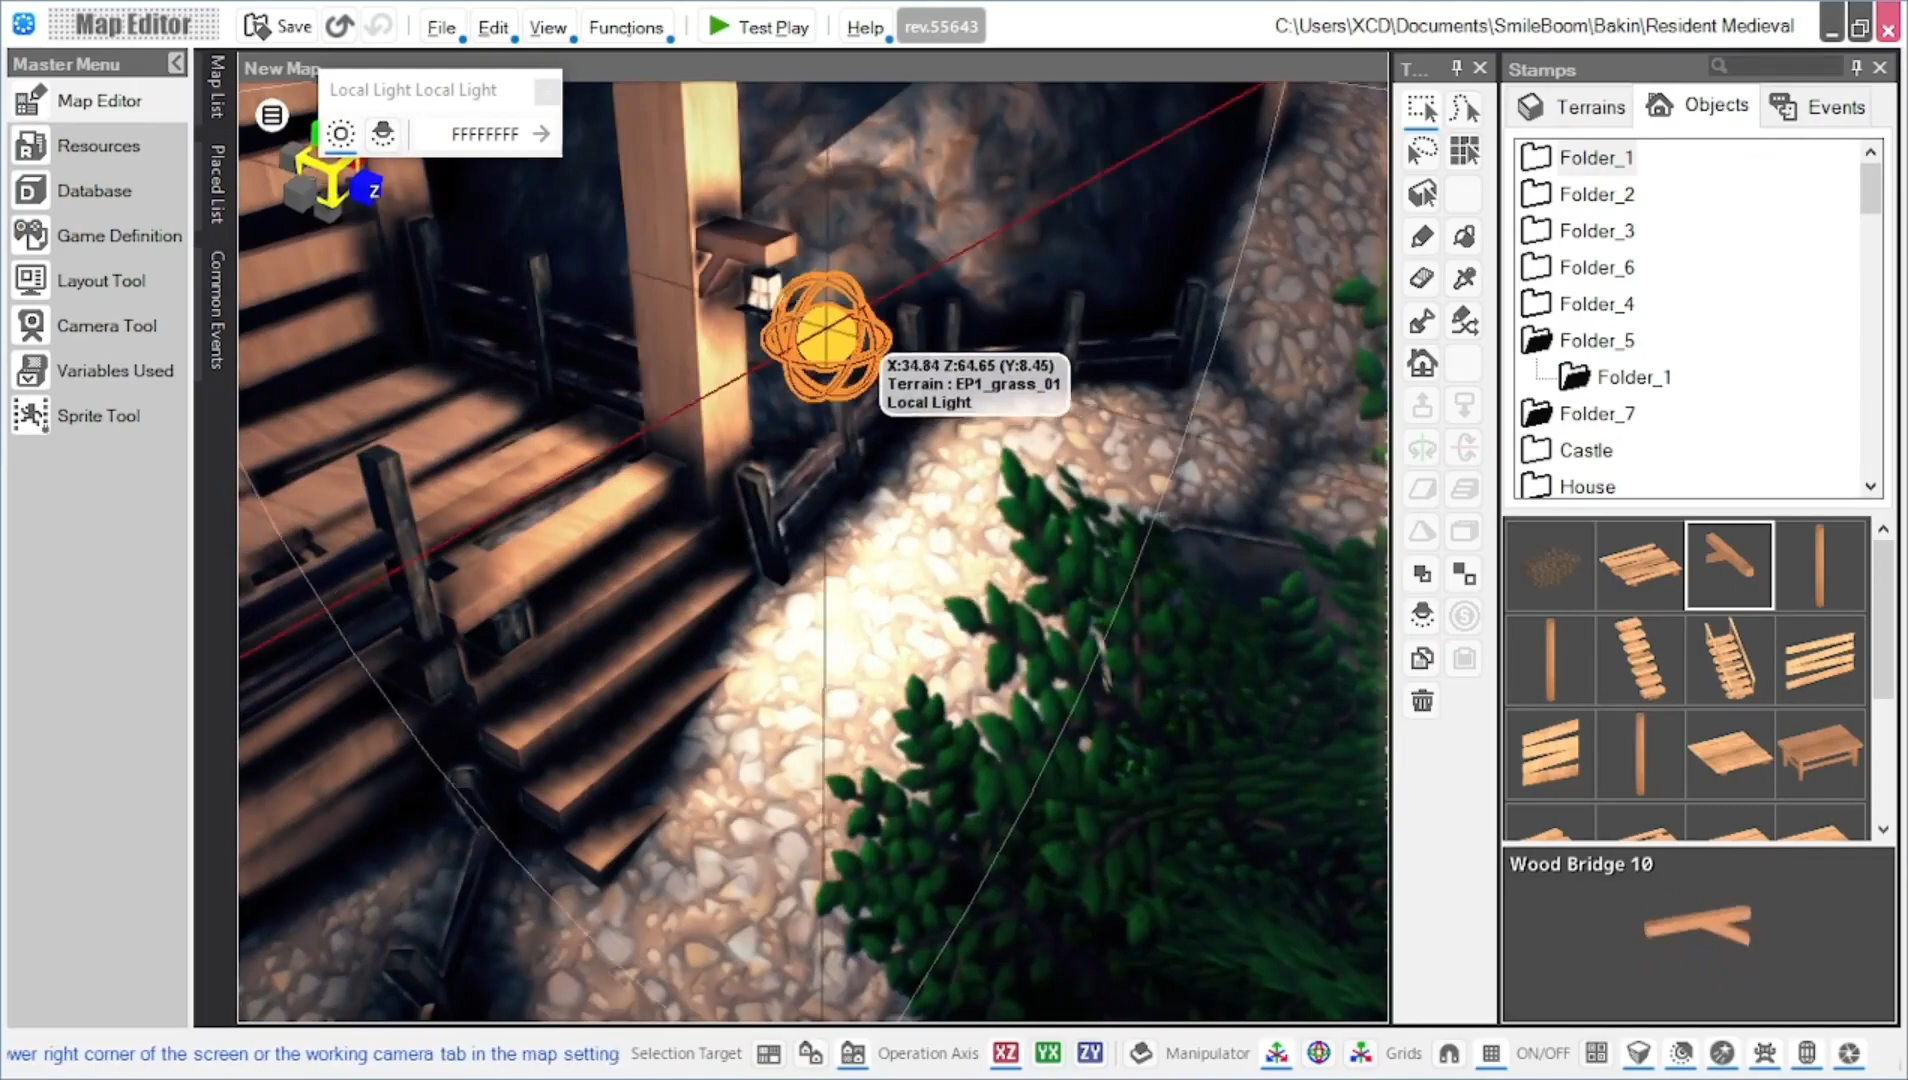 Map Editor
Save
File
Edit
View
Functions
Test Play
Help
rev.55643
C:\Users\XCD\Documents\SmileBoom\Bakin\Resident Medieval
Master Menu
Map Editor
Resources
Database
Game Definition
Layout Tool
Camera Tool
Variables Used
Sprite Tool
Map List
Placed List
Common Events
New Map
Local Light Local Light
FFFFFFFF
Z
X:34.84 Z:64.65 (Y:8.45)
Terrain : EP1_grass_01
Local Light
T...
Stamps
Terrains
Objects
Events
Folder_1
Folder_2
Folder_3
Folder_6
Folder_4
Folder_5
Folder_1
Folder_7
Castle
House
Wood Bridge 10
wer right corner of the screen or the working camera tab in the map setting
Selection Target
Operation Axis
XZ
YX
ZY
Manipulator
Grids
ON/OFF